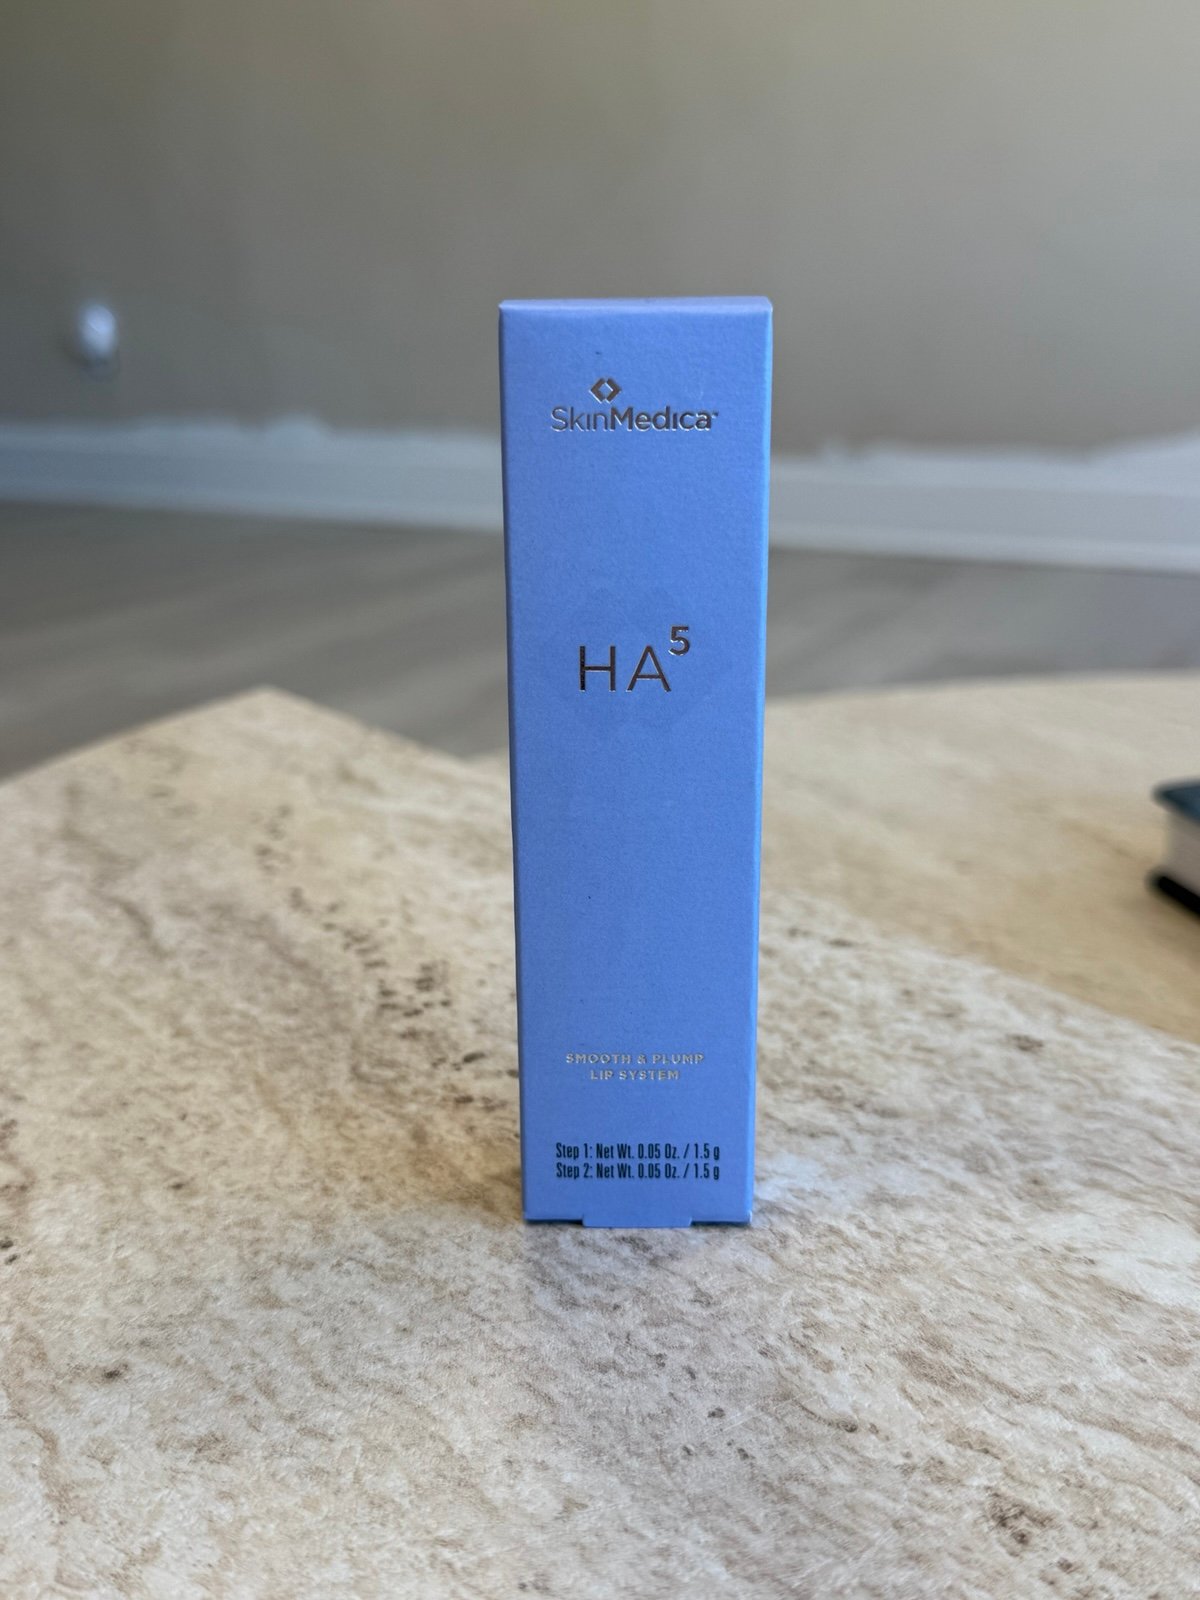 SkinMedica
HA⁵
SMOOTH & PLUMP
LIP SYSTEM
Step 1: Net Wt. 0.05 Oz. / 1.5 g
Step 2: Net Wt. 0.05 Oz. / 1.5 g